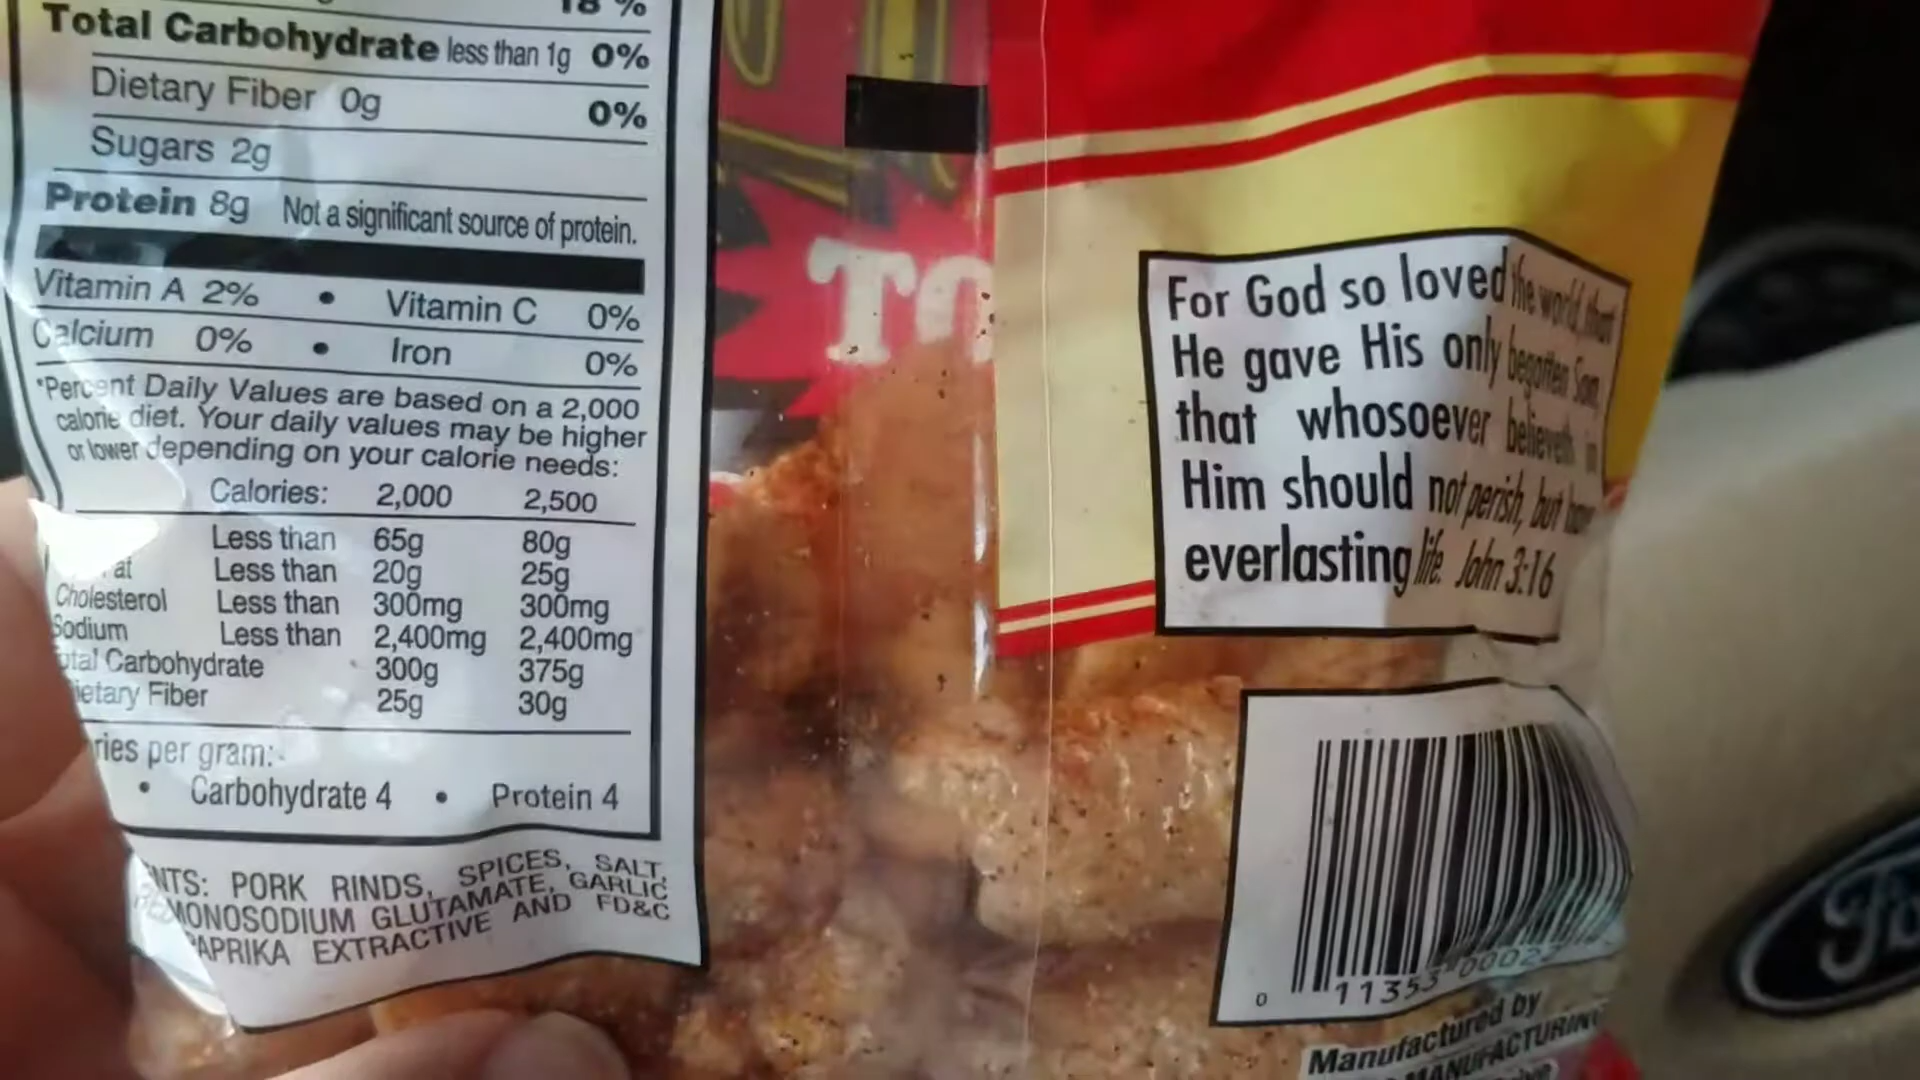 18%
Total Carbohydrate less than 1g 0%
Dietary Fiber 0g 0%
Sugars 2g
Protein 8g Not a significant source of protein.
Vitamin A 2% • Vitamin C 0%
Calcium 0% • Iron 0%
*Percent Daily Values are based on a 2,000
calorie diet. Your daily values may be higher
or lower depending on your calorie needs:
Calories: 2,000 2,500
Less than 65g 80g
Less than 20g 25g
Cholesterol Less than 300mg 300mg
Sodium Less than 2,400mg 2,400mg
Carbohydrate 300g 375g
Fiber 25g 30g
per gram:
• Carbohydrate 4 • Protein 4
PORK RINDS, SPICES, SALT,
MONOSODIUM GLUTAMATE, GARLIC
PAPRIKA EXTRACTIVE AND FD&C
For God so loved the world, that
He gave His only begotten Son,
that whosoever believeth in
Him should not perish, but have
everlasting life. John 3:16
0 11353 00022
Manufactured by